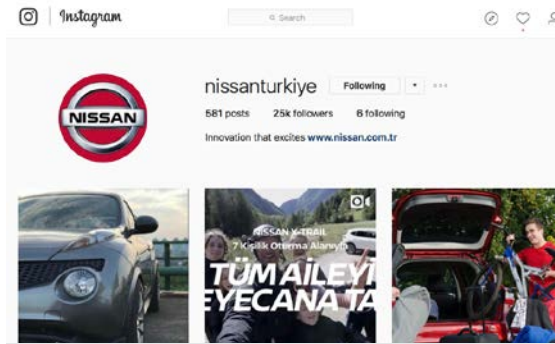 Instagram
Search
nissanturkiye Following
581 posts 25k followers 6 following
Innovation that excites www.nissan.com.tr
NISSAN
NISSAN X-TRAIL
7 Kişilik Oturma Alanıyla
TÜM AİLEYİ
EYECANA TA